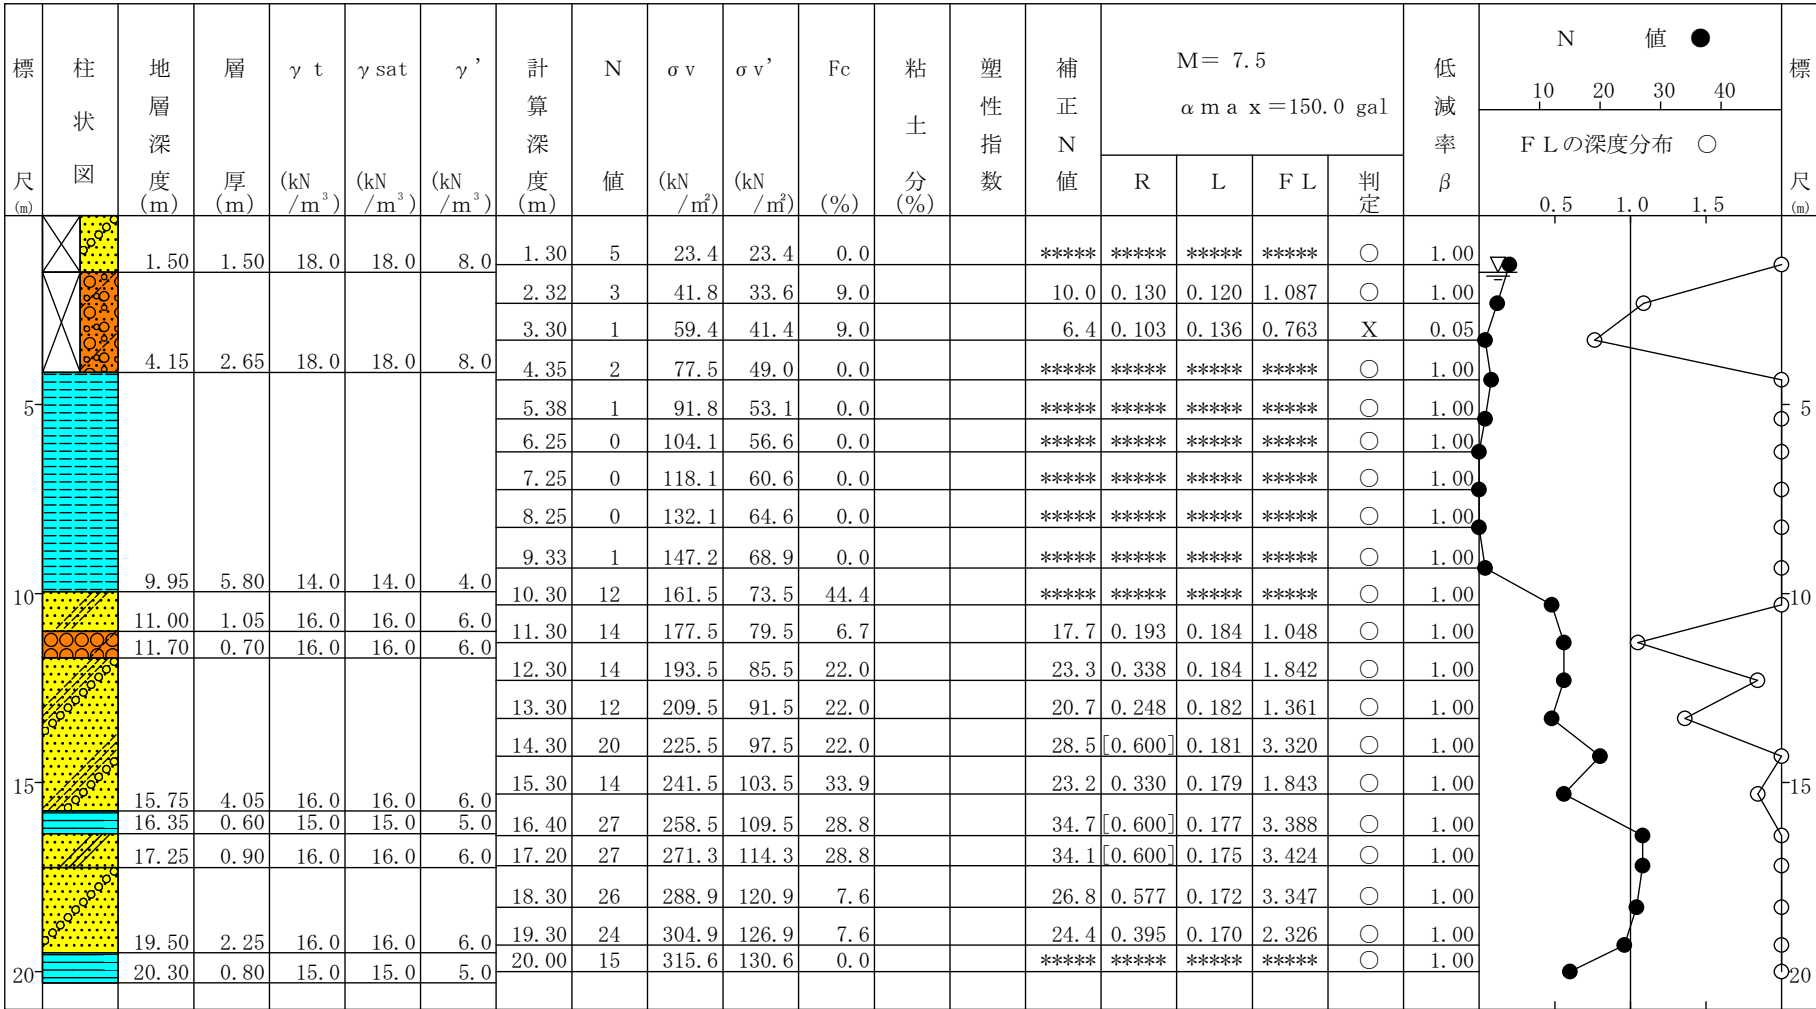 標尺(m) 柱状図 地層深度(m) 層厚(m) γt(kN/m³) γsat(kN/m³) γ'(kN/m³) 計算深度(m) N値 σv(kN/㎡) σv'(kN/㎡) Fc(%) 粘土分(%) 塑性指数 補正N値 M= 7.5 低減率β N 値 ● 標尺(m)
αmax=150.0 gal
10 20 30 40
FLの深度分布 ○
R L FL 判定
0.5 1.0 1.5
1.30 5 23.4 23.4 0.0 ***** ***** ***** ***** ○ 1.00
1.50 1.50 18.0 18.0 8.0
2.32 3 41.8 33.6 9.0 10.0 0.130 0.120 1.087 ○ 1.00
3.30 1 59.4 41.4 9.0 6.4 0.103 0.136 0.763 X 0.05
4.15 2.65 18.0 18.0 8.0
4.35 2 77.5 49.0 0.0 ***** ***** ***** ***** ○ 1.00
5 5.38 1 91.8 53.1 0.0 ***** ***** ***** ***** ○ 1.00 5
6.25 0 104.1 56.6 0.0 ***** ***** ***** ***** ○ 1.00
7.25 0 118.1 60.6 0.0 ***** ***** ***** ***** ○ 1.00
8.25 0 132.1 64.6 0.0 ***** ***** ***** ***** ○ 1.00
9.33 1 147.2 68.9 0.0 ***** ***** ***** ***** ○ 1.00
9.95 5.80 14.0 14.0 4.0
10 10.30 12 161.5 73.5 44.4 ***** ***** ***** ***** ○ 1.00 10
11.00 1.05 16.0 16.0 6.0
11.30 14 177.5 79.5 6.7 17.7 0.193 0.184 1.048 ○ 1.00
11.70 0.70 16.0 16.0 6.0
12.30 14 193.5 85.5 22.0 23.3 0.338 0.184 1.842 ○ 1.00
13.30 12 209.5 91.5 22.0 20.7 0.248 0.182 1.361 ○ 1.00
14.30 20 225.5 97.5 22.0 28.5 [0.600] 0.181 3.320 ○ 1.00
15 15.30 14 241.5 103.5 33.9 23.2 0.330 0.179 1.843 ○ 1.00 15
15.75 4.05 16.0 16.0 6.0
16.35 0.60 15.0 15.0 5.0
16.40 27 258.5 109.5 28.8 34.7 [0.600] 0.177 3.388 ○ 1.00
17.25 0.90 16.0 16.0 6.0 17.20 27 271.3 114.3 28.8 34.1 [0.600] 0.175 3.424 ○ 1.00
18.30 26 288.9 120.9 7.6 26.8 0.577 0.172 3.347 ○ 1.00
19.30 24 304.9 126.9 7.6 24.4 0.395 0.170 2.326 ○ 1.00
19.50 2.25 16.0 16.0 6.0
20.00 15 315.6 130.6 0.0 ***** ***** ***** ***** ○ 1.00
20 20.30 0.80 15.0 15.0 5.0 20